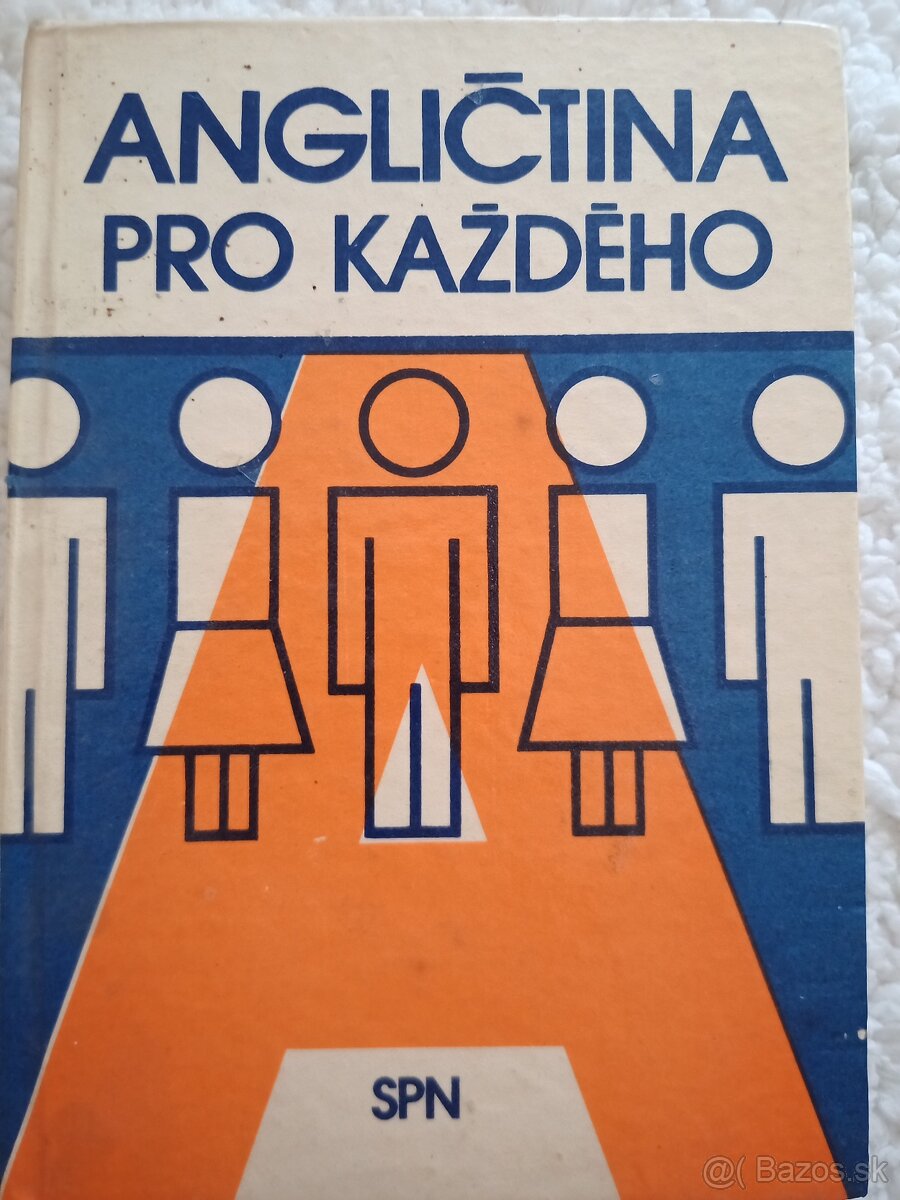 ANGLIČTINA
PRO KAŽDÉHO
SPN
@( Bazos.sk